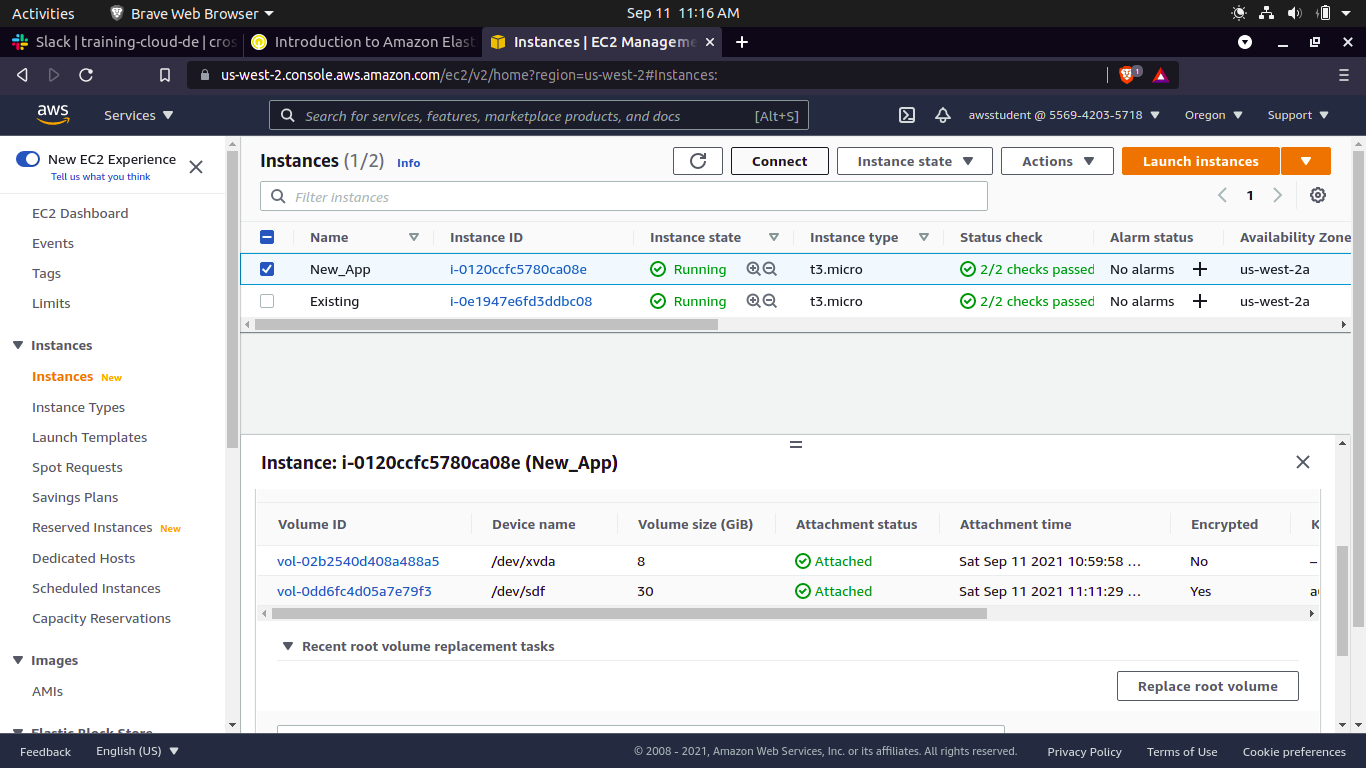 Activities Brave Web Browser Sep 11 11:16 AM
Slack | training-cloud-de | cros Introduction to Amazon Elast Instances | EC2 Manageme
us-west-2.console.aws.amazon.com/ec2/v2/home?region=us-west-2#Instances: 1
aws Services Search for services, features, marketplace products, and docs [Alt+S] awsstudent @ 5569-4203-5718 Oregon Support
New EC2 Experience
Tell us what you think
EC2 Dashboard
Events
Tags
Limits
Instances
Instances New
Instance Types
Launch Templates
Spot Requests
Savings Plans
Reserved Instances New
Dedicated Hosts
Scheduled Instances
Capacity Reservations
Images
AMIs
Elastic Block Store
Instances (1/2) Info Connect Instance state Actions Launch instances
Filter instances 1
Name Instance ID Instance state Instance type Status check Alarm status Availability Zone
New_App i-0120ccfc5780ca08e Running t3.micro 2/2 checks passed No alarms us-west-2a
Existing i-0e1947e6fd3ddbc08 Running t3.micro 2/2 checks passed No alarms us-west-2a
Instance: i-0120ccfc5780ca08e (New_App)
Volume ID Device name Volume size (GiB) Attachment status Attachment time Encrypted K
vol-02b2540d408a488a5 /dev/xvda 8 Attached Sat Sep 11 2021 10:59:58 ... No –
vol-0dd6fc4d05a7e79f3 /dev/sdf 30 Attached Sat Sep 11 2021 11:11:29 ... Yes
Recent root volume replacement tasks
Replace root volume
Feedback English (US) © 2008 - 2021, Amazon Web Services, Inc. or its affiliates. All rights reserved. Privacy Policy Terms of Use Cookie preferences